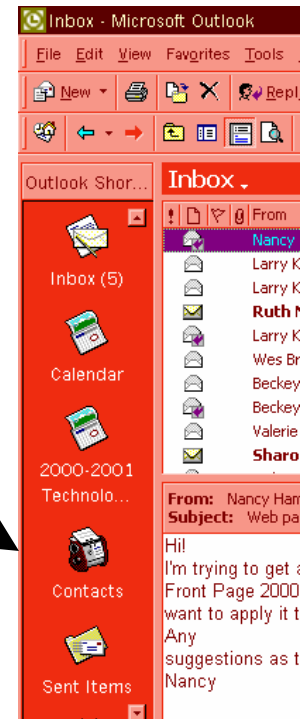 Inbox - Microsoft Outlook
File Edit View Favorites Tools
New Repl
Outlook Shor...
Inbox
! From
Inbox (5)
Calendar
2000-2001
Technolo...
Contacts
Sent Items
Nancy
Larry K
Larry K
Ruth
Larry K
Wes Br
Beckey
Beckey
Valerie
Sharo
From: Nancy Ham
Subject: Web pa
Hi!
I'm trying to get a
Front Page 2000
want to apply it t
Any
suggestions as t
Nancy